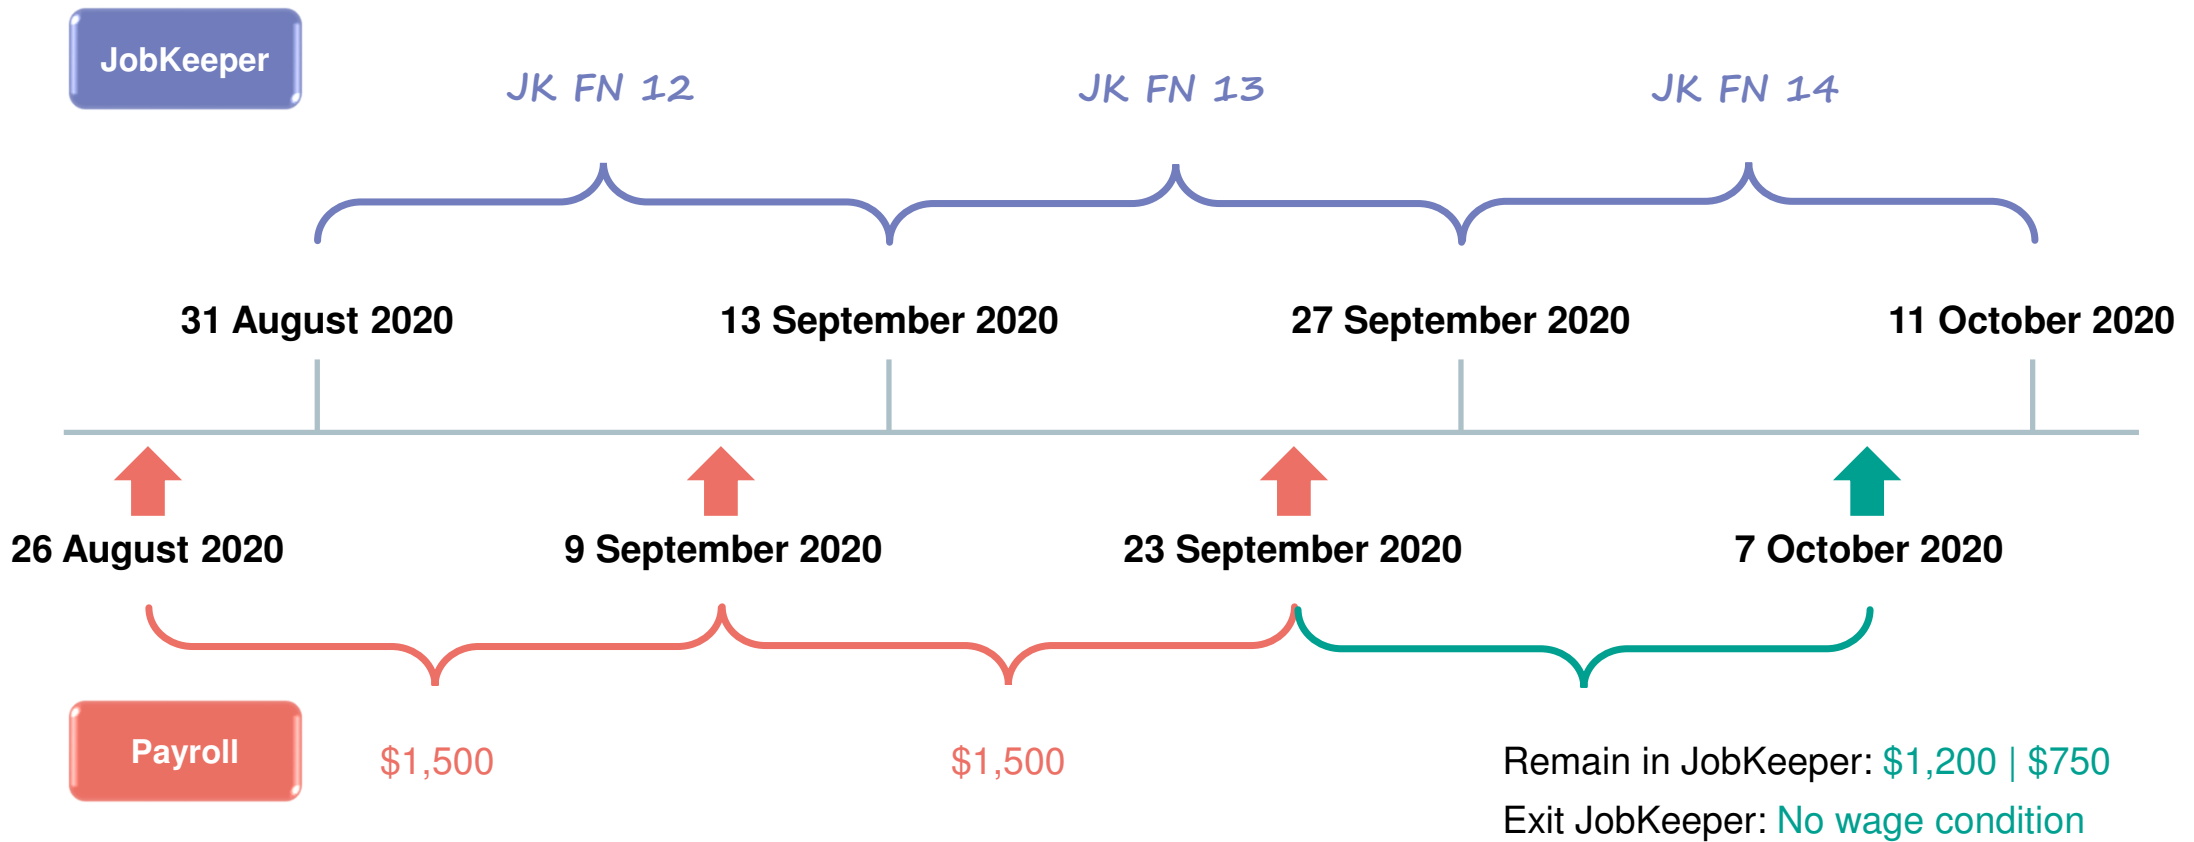 JobKeeper
JK FN 12
JK FN 13
JK FN 14
31 August 2020
13 September 2020
27 September 2020
11 October 2020
26 August 2020
9 September 2020
23 September 2020
7 October 2020
Payroll
$1,500
$1,500
Remain in JobKeeper: $1,200 | $750
Exit JobKeeper: No wage condition